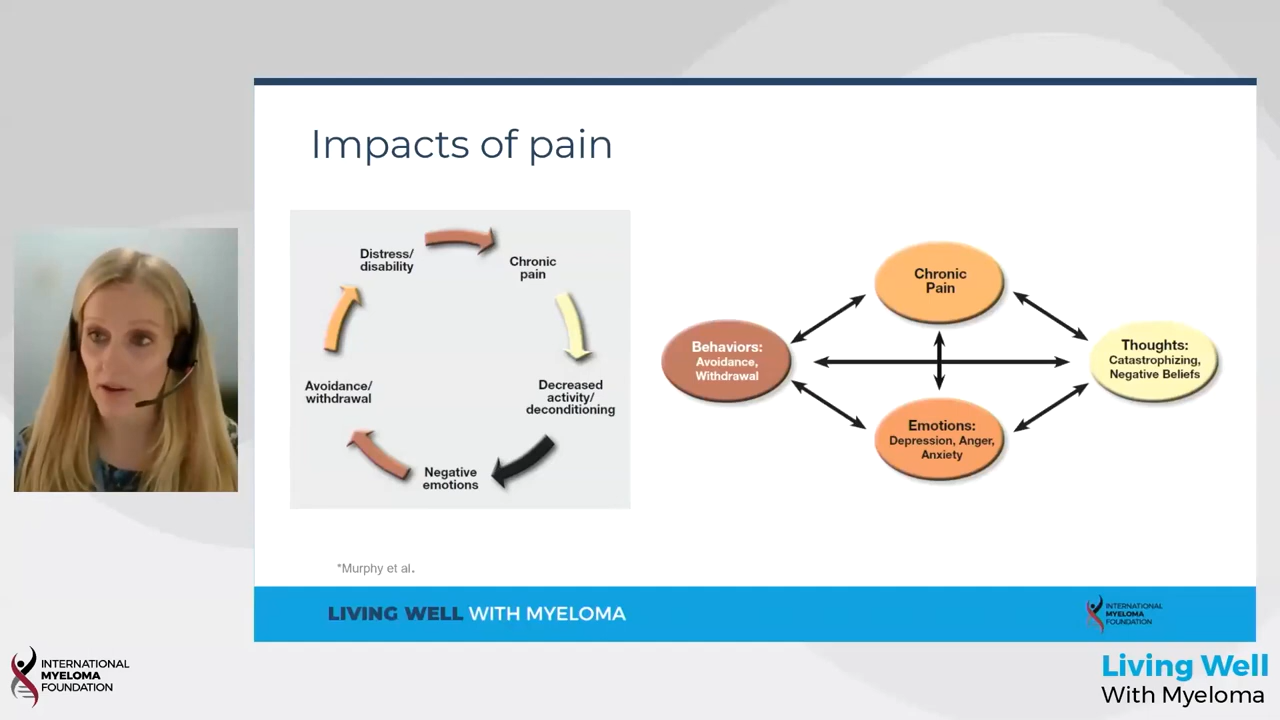 Impacts of pain
Distress/
disability
Chronic
pain
Decreased
activity/
deconditioning
Negative
emotions
Avoidance/
withdrawal
Chronic
Pain
Behaviors:
Avoidance,
Withdrawal
Thoughts:
Catastrophizing,
Negative Beliefs
Emotions:
Depression, Anger,
Anxiety
*Murphy et al.
LIVING WELL WITH MYELOMA
INTERNATIONAL
MYELOMA
FOUNDATION
INTERNATIONAL
MYELOMA
FOUNDATION
Living Well
With Myeloma